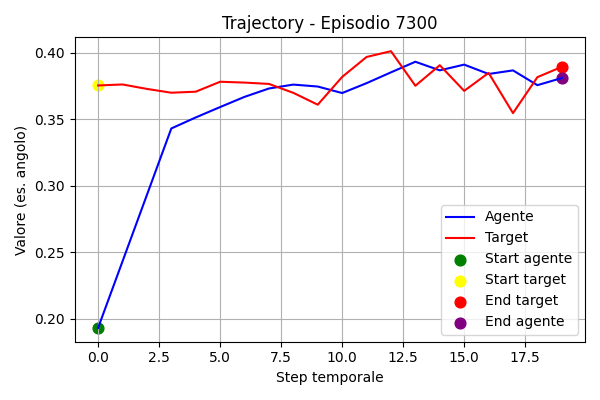 Trajectory - Episodio 7300
Valore (es. angolo)
0.40
0.35
0.30
0.25
0.20
0.0
2.5
5.0
7.5
10.0
12.5
15.0
17.5
Step temporale
Agente
Target
Start agente
Start target
End target
End agente